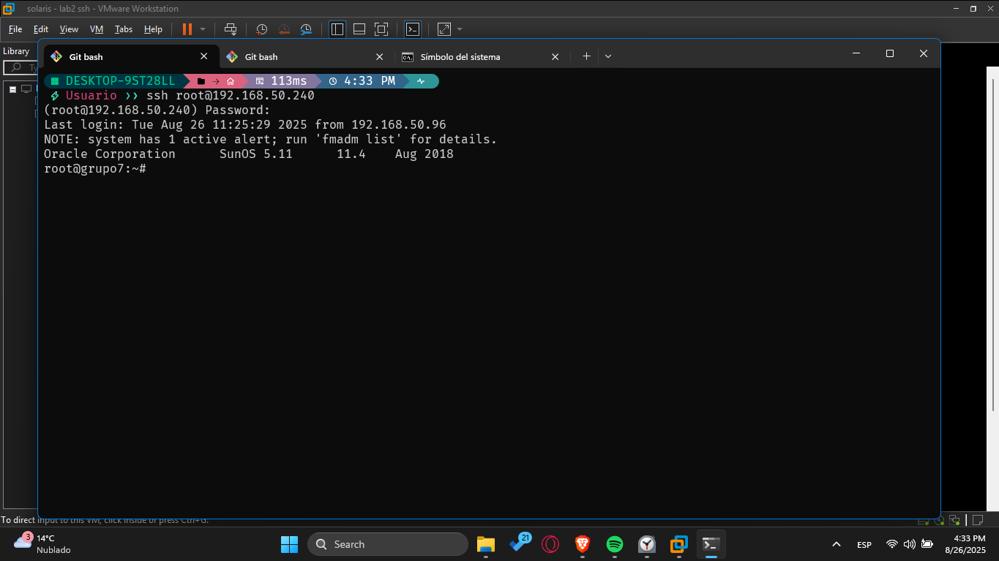 solaris - lab2 ssh - VMware Workstation
File Edit View VM Tabs Help
Library
Ty
Git bash
Git bash
Símbolo del sistema
DESKTOP-9ST28LL → 113ms 4:33 PM
Usuario ❯❯ ssh root@192.168.50.240
(root@192.168.50.240) Password:
Last login: Tue Aug 26 11:25:29 2025 from 192.168.50.96
NOTE: system has 1 active alert; run 'fmadm list' for details.
Oracle Corporation SunOS 5.11 11.4 Aug 2018
root@grupo7:~#
To direct input to this VM, click inside or press Ctrl+G.
3
14°C
Nublado
Search
21
ESP
4:33 PM
8/26/2025